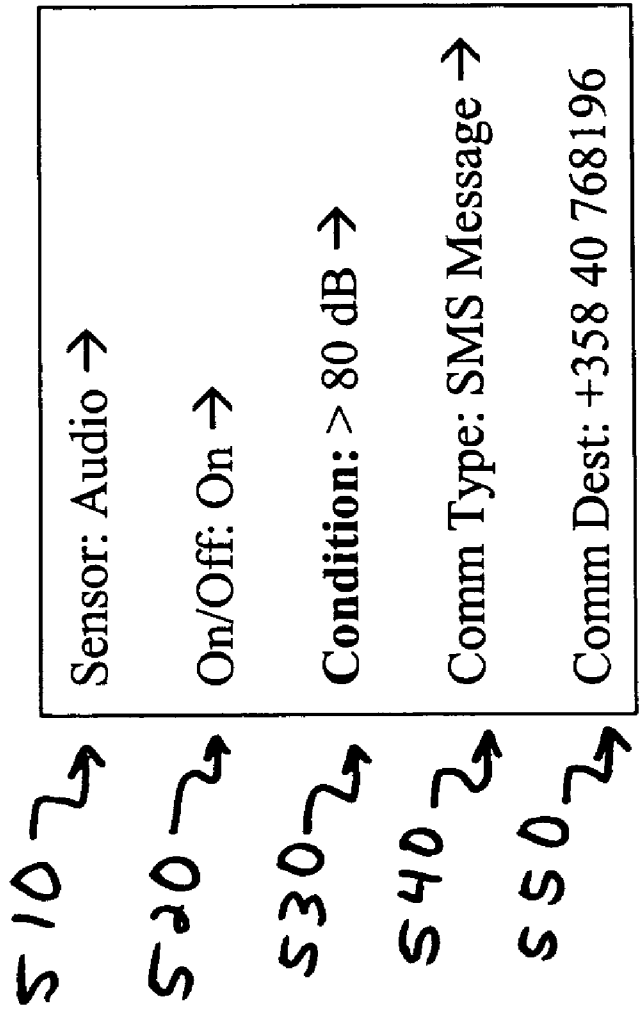 510 Sensor: Audio →
520 On/Off: On →
530 Condition: > 80 dB →
540 Comm Type: SMS Message →
550 Comm Dest: +358 40 768196